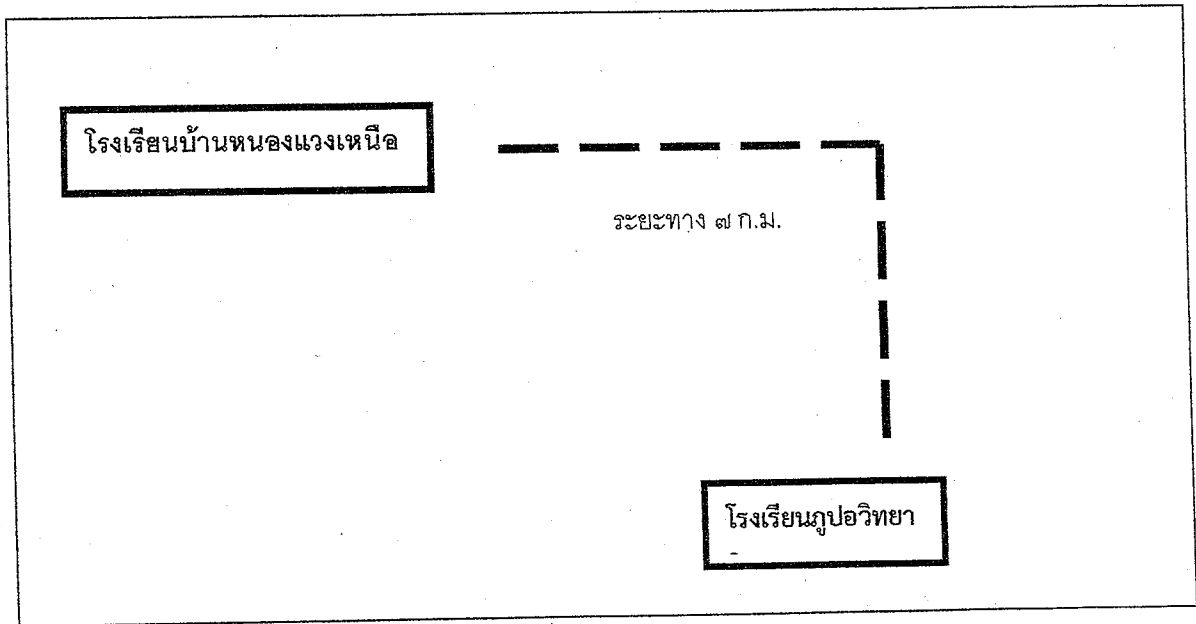 โรงเรียนบ้านหนองแวงเหนือ
ระยะทาง ๗ ก.ม.
โรงเรียนภูปอวิทยา